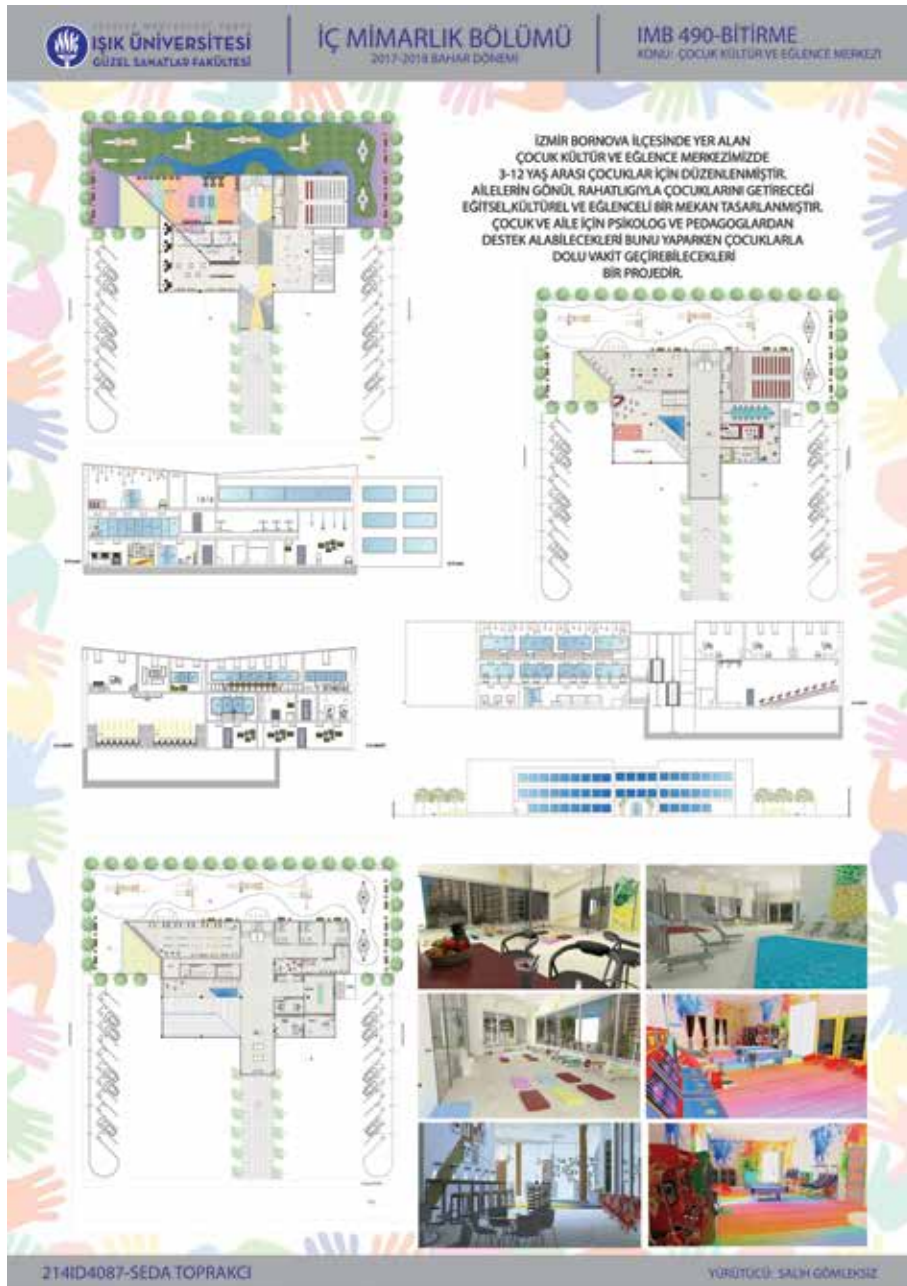 IŞIK ÜNİVERSİTESİ
GÜZEL SANATLAR FAKÜLTESİ
İÇ MİMARLIK BÖLÜMÜ
2017-2018 BAHAR DÖNEMİ
IMB 490-BİTİRME
KONU: ÇOCUK KÜLTÜR VE EĞLENCE MERKEZİ
İZMİR BORNOVA İLÇESİNDE YER ALAN
ÇOCUK KÜLTÜR VE EĞLENCE MERKEZİMİZDE
3-12 YAŞ ARASI ÇOCUKLAR İÇİN DÜZENLENMİŞTİR.
AİLELERİN GÖNÜL RAHATLIGIYLA ÇOCUKLARINI GETİRECEĞİ
EĞİTSEL,KÜLTÜREL VE EĞLENCELİ BİR MEKAN TASARLANMIŞTIR.
ÇOCUK VE AİLE İÇİN PSİKOLOG VE PEDAGOGLARDAN
DESTEK ALABİLECEKLERİ BUNU YAPARKEN ÇOCUKLARLA
DOLU VAKİT GEÇİREBİLECEKLERİ
BİR PROJEDİR.
214ID4087-SEDA TOPRAKCI
YÜRÜTÜCÜ: SALİH GÖMLEKSİZ